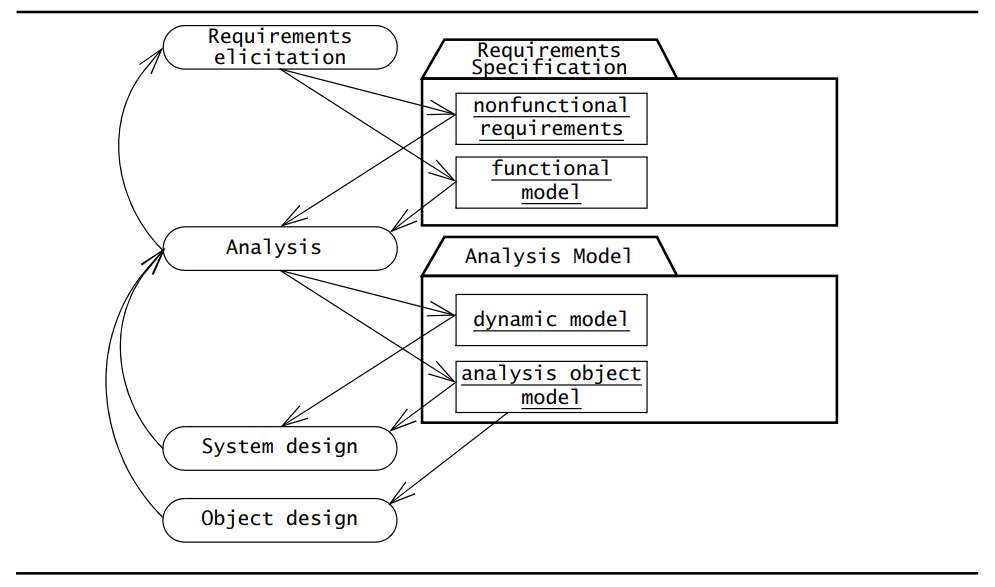 Requirements
elicitation
Requirements
Specification
nonfunctional
requirements
functional
model
Analysis
Analysis Model
dynamic model
analysis object
model
System design
Object design